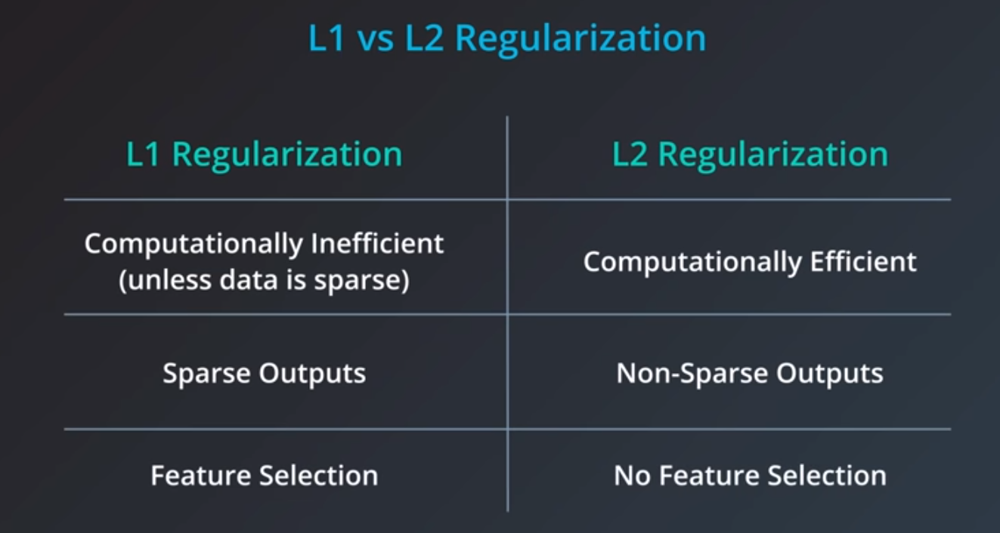 L1 vs L2 Regularization
L1 Regularization
L2 Regularization
Computationally Inefficient
(unless data is sparse)
Computationally Efficient
Sparse Outputs
Non-Sparse Outputs
Feature Selection
No Feature Selection